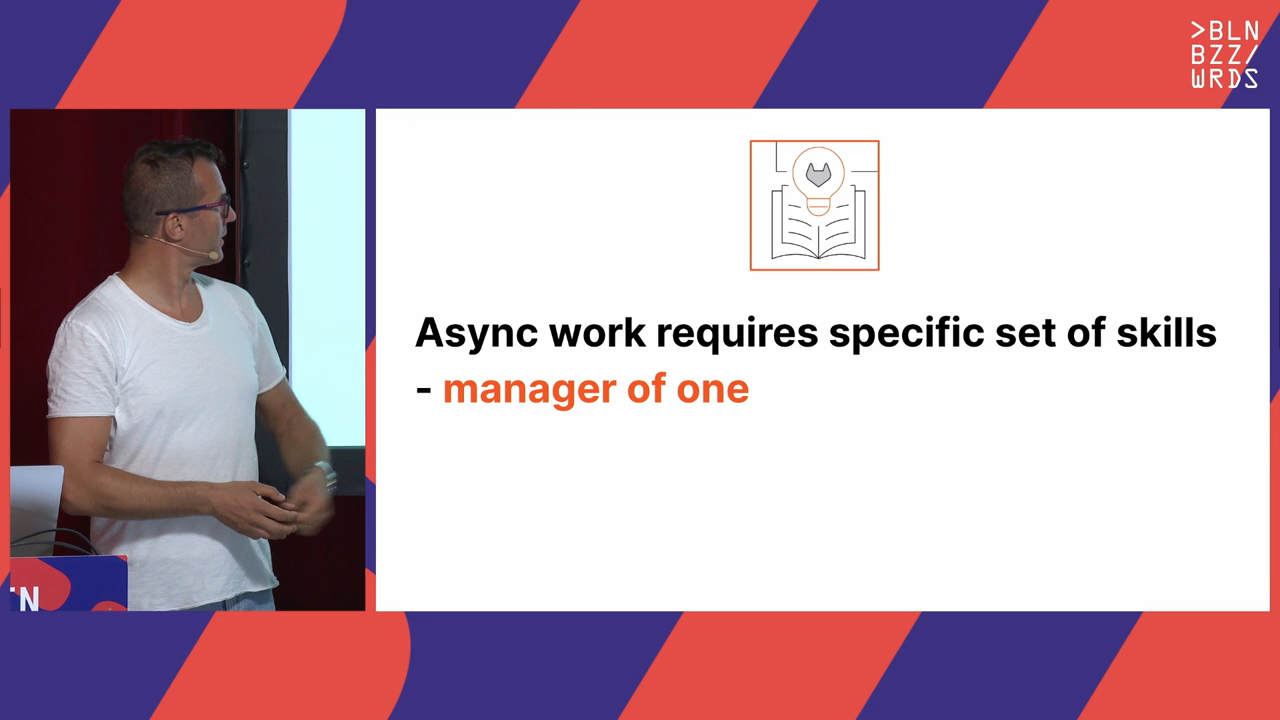 >BLN
BZZ/
WRDS
Async work requires specific set of skills
- manager of one